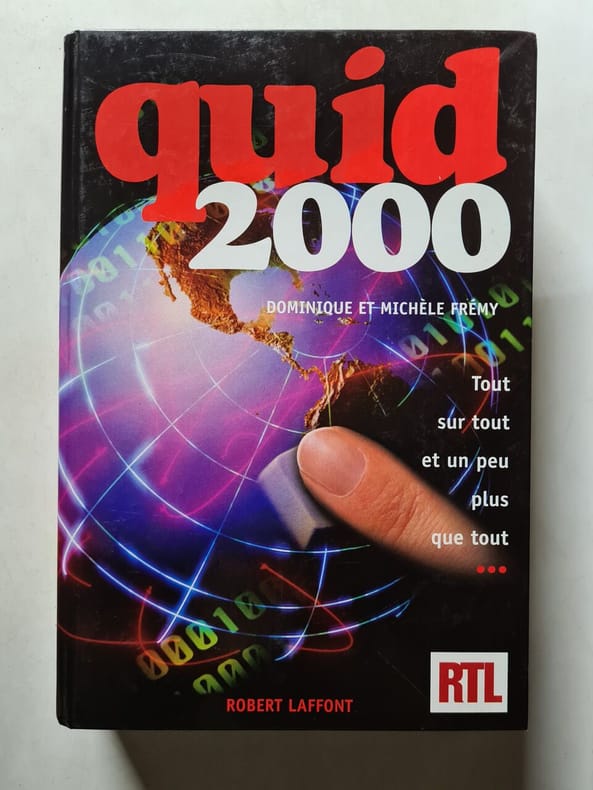 quid
2000
DOMINIQUE ET MICHÈLE FRÉMY
Tout
sur tout
et un peu
plus
que tout
...
RTL
ROBERT LAFFONT